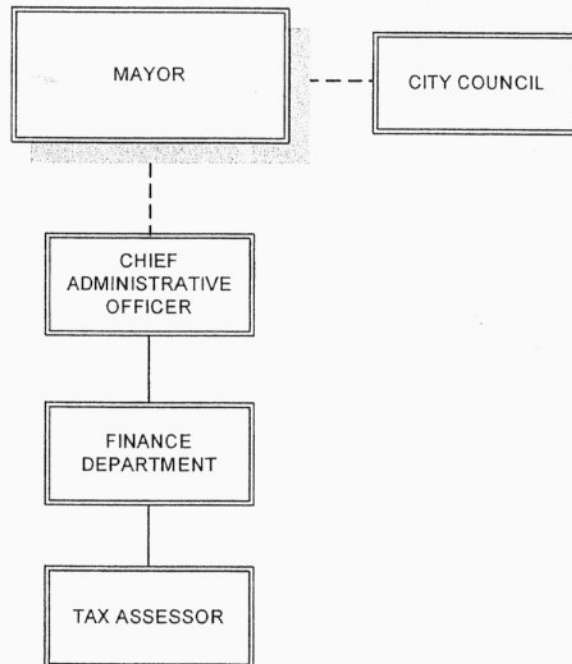 MAYOR
CITY COUNCIL
CHIEF
ADMINISTRATIVE
OFFICER
FINANCE
DEPARTMENT
TAX ASSESSOR